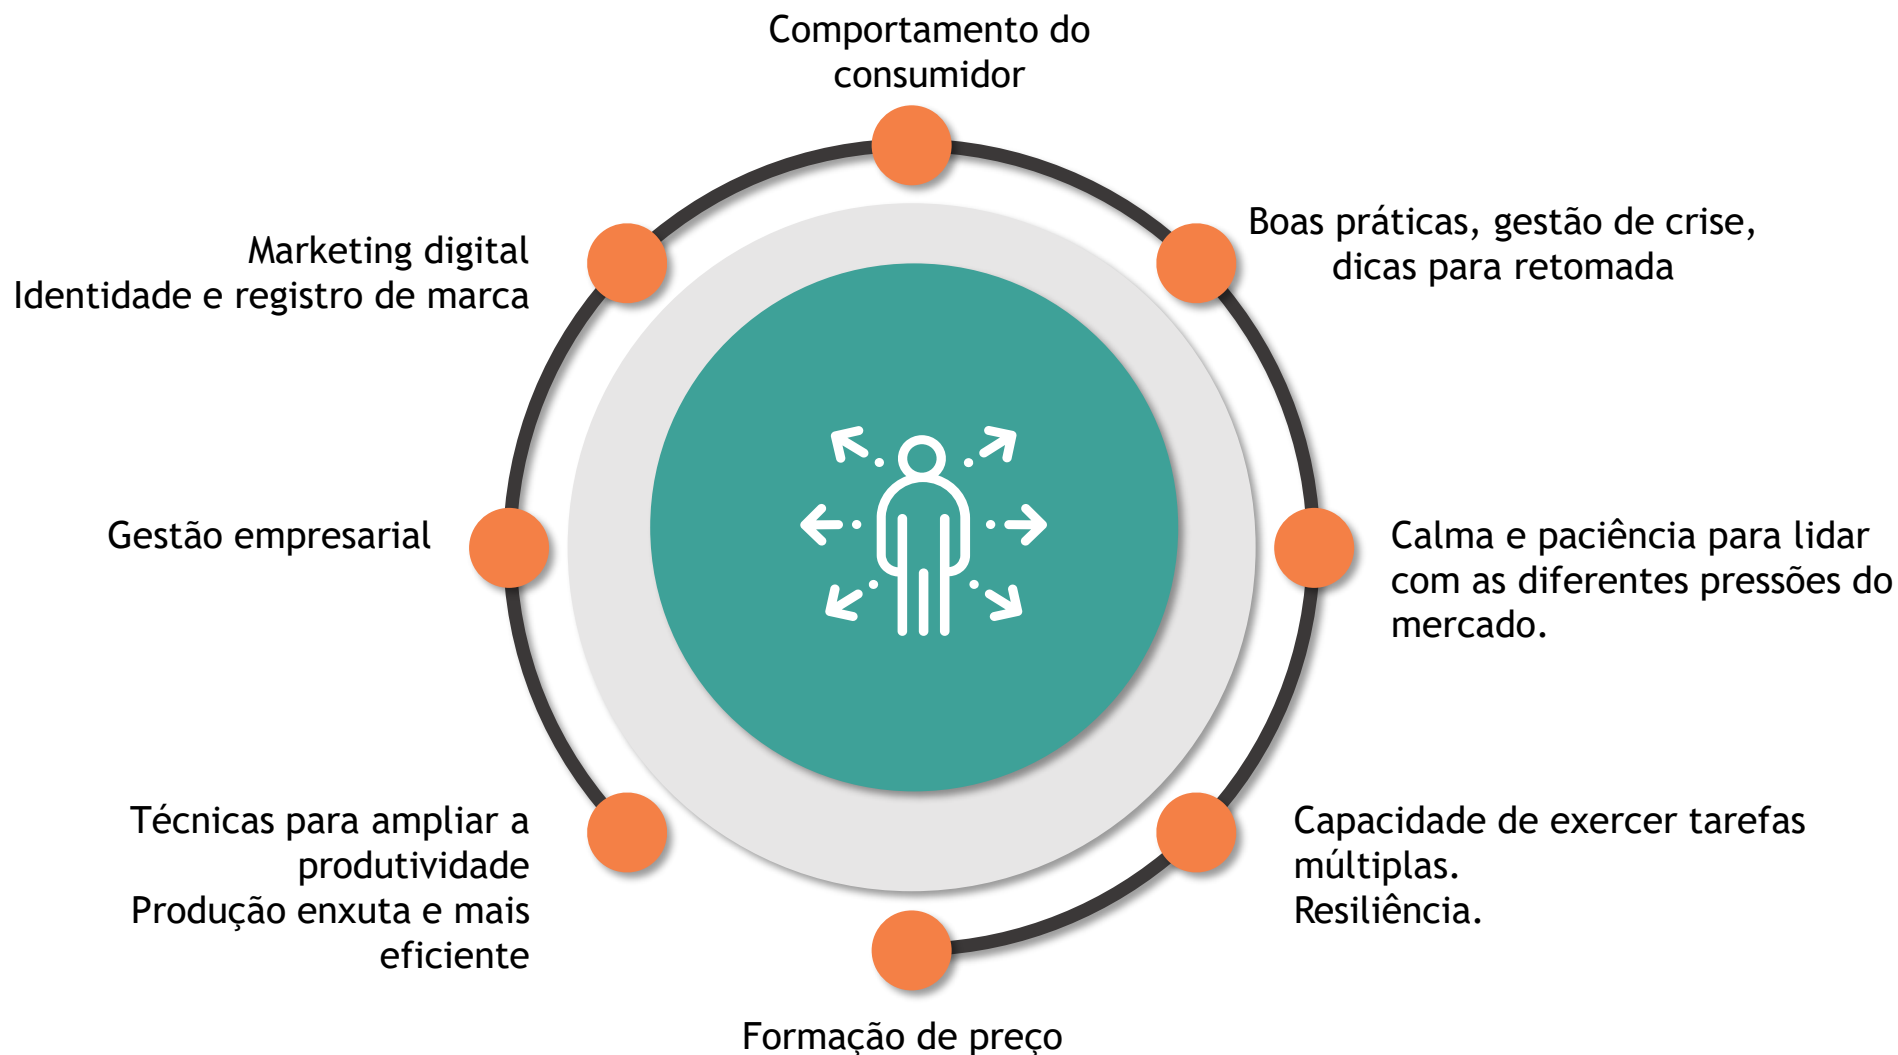 Comportamento do
consumidor
Boas práticas, gestão de crise,
dicas para retomada
Marketing digital
Identidade e registro de marca
Gestão empresarial
Calma e paciência para lidar
com as diferentes pressões do
mercado.
Técnicas para ampliar a
produtividade
Produção enxuta e mais
eficiente
Capacidade de exercer tarefas
múltiplas.
Resiliência.
Formação de preço